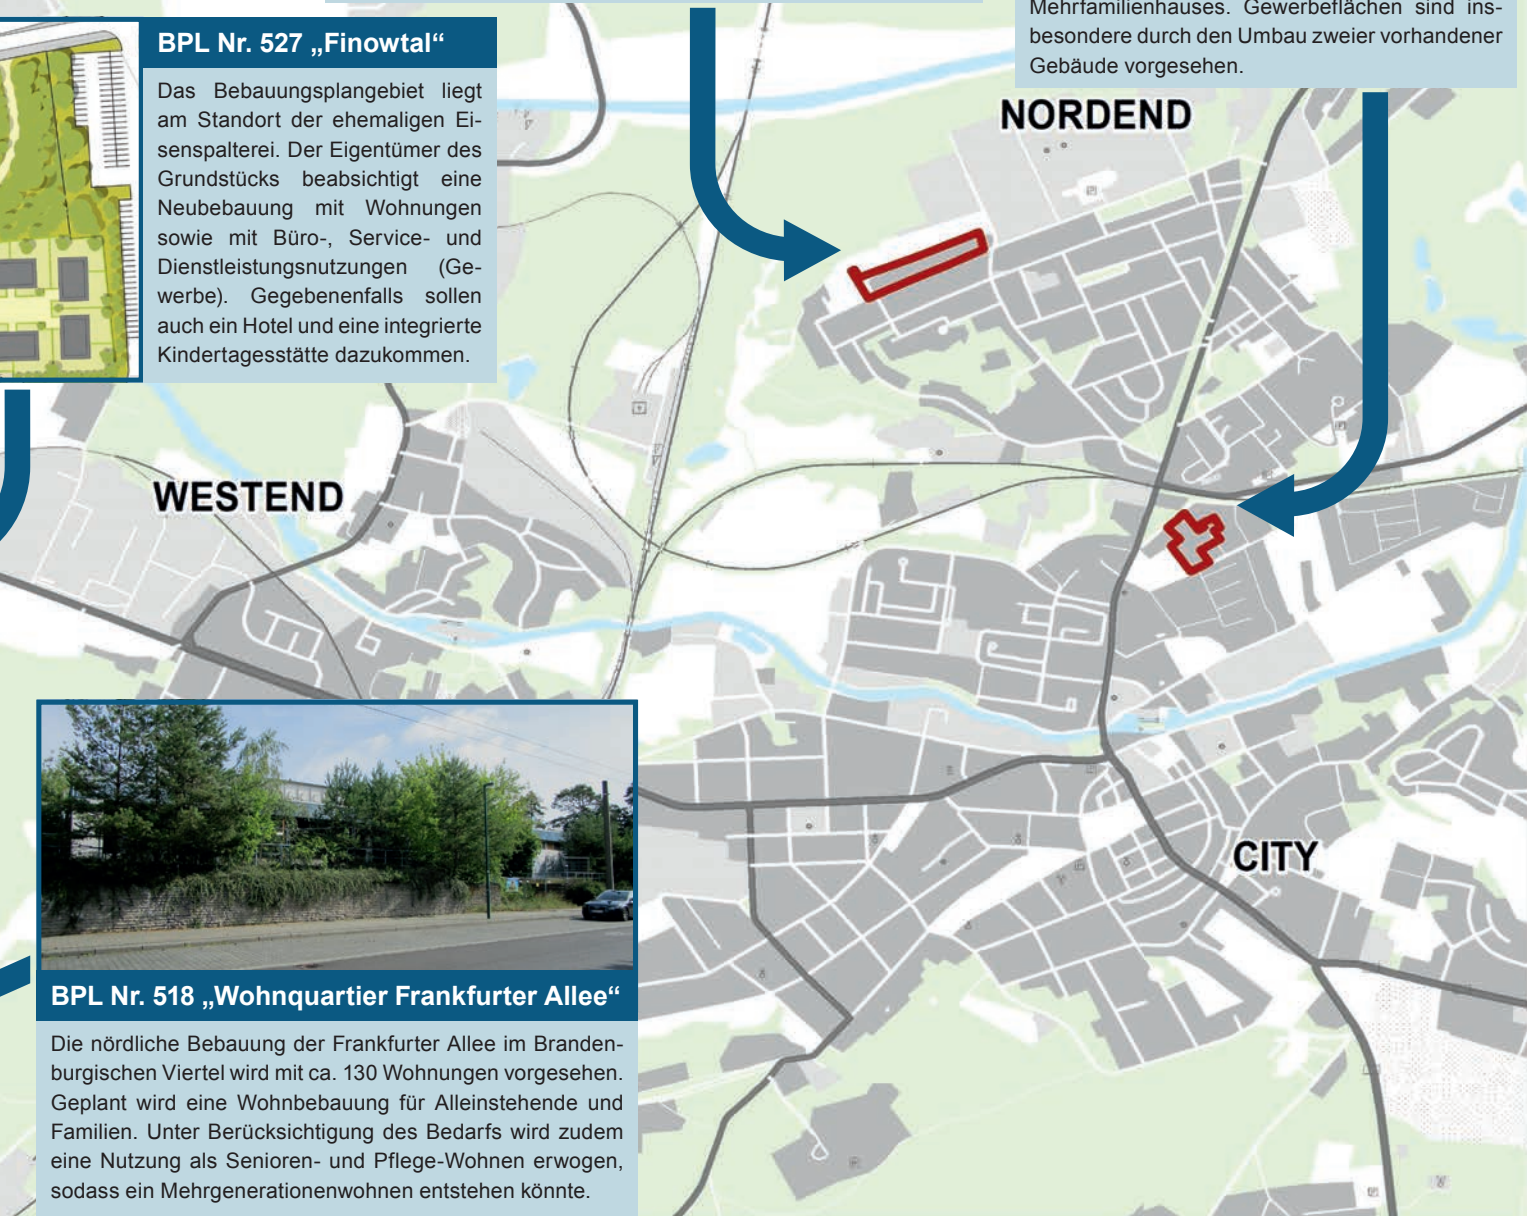 BPL Nr. 527 „Finowtal“
Das Bebauungsplangebiet liegt
am Standort der ehemaligen Ei-
senspalterei. Der Eigentümer des
Grundstücks beabsichtigt eine
Neubebauung mit Wohnungen
sowie mit Büro-, Service- und
Dienstleistungsnutzungen (Ge-
werbe). Gegebenenfalls sollen
auch ein Hotel und eine integrierte
Kindertagesstätte dazukommen.
Mehrfamilienhauses. Gewerbeflächen sind ins-
besondere durch den Umbau zweier vorhandener
Gebäude vorgesehen.
NORDEND
WESTEND
CITY
BPL Nr. 518 „Wohnquartier Frankfurter Allee“
Die nördliche Bebauung der Frankfurter Allee im Branden-
burgischen Viertel wird mit ca. 130 Wohnungen vorgesehen.
Geplant wird eine Wohnbebauung für Alleinstehende und
Familien. Unter Berücksichtigung des Bedarfs wird zudem
eine Nutzung als Senioren- und Pflege-Wohnen erwogen,
sodass ein Mehrgenerationenwohnen entstehen könnte.